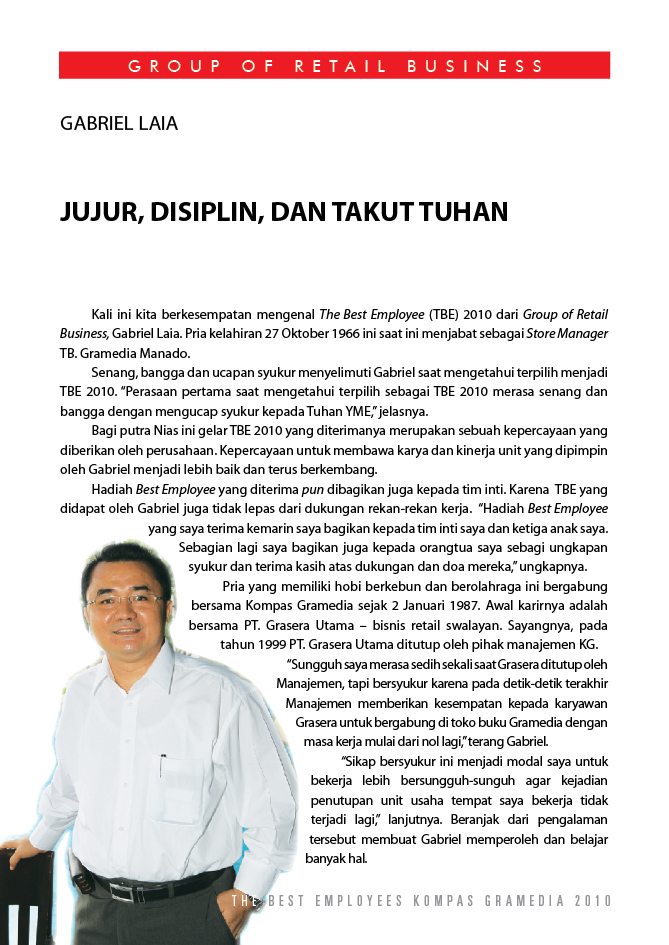 GROUP OF RETAIL BUSINESS
GABRIEL LAIA
JUJUR, DISIPLIN, DAN TAKUT TUHAN
Kali ini kita berkesempatan mengenal The Best Employee (TBE) 2010 dari Group of Retail
Business, Gabriel Laia. Pria kelahiran 27 Oktober 1966 ini saat ini menjabat sebagai Store Manager
TB. Gramedia Manado.
Senang, bangga dan ucapan syukur menyelimuti Gabriel saat mengetahui terpilih menjadi
TBE 2010. “Perasaan pertama saat mengetahui terpilih sebagai TBE 2010 merasa senang dan
bangga dengan mengucap syukur kepada Tuhan YME,” jelasnya.
Bagi putra Nias ini gelar TBE 2010 yang diterimanya merupakan sebuah kepercayaan yang
diberikan oleh perusahaan. Kepercayaan untuk membawa karya dan kinerja unit yang dipimpin
oleh Gabriel menjadi lebih baik dan terus berkembang.
Hadiah Best Employee yang diterima pun dibagikan juga kepada tim inti. Karena TBE yang
didapat oleh Gabriel juga tidak lepas dari dukungan rekan-rekan kerja. “Hadiah Best Employee
yang saya terima kemarin saya bagikan kepada tim inti saya dan ketiga anak saya.
Sebagian lagi saya bagikan juga kepada orangtua saya sebagi ungkapan
syukur dan terima kasih atas dukungan dan doa mereka,” ungkapnya.
Pria yang memiliki hobi berkebun dan berolahraga ini bergabung
bersama Kompas Gramedia sejak 2 Januari 1987. Awal karirnya adalah
bersama PT. Grasera Utama – bisnis retail swalayan. Sayangnya, pada
tahun 1999 PT. Grasera Utama ditutup oleh pihak manajemen KG.
“Sungguh saya merasa sedih sekali saat Grasera ditutup oleh
Manajemen, tapi bersyukur karena pada detik-detik terakhir
Manajemen memberikan kesempatan kepada karyawan
Grasera untuk bergabung di toko buku Gramedia dengan
masa kerja mulai dari nol lagi,” terang Gabriel.
“Sikap bersyukur ini menjadi modal saya untuk
bekerja lebih bersungguh-sunguh agar kejadian
penutupan unit usaha tempat saya bekerja tidak
terjadi lagi,” lanjutnya. Beranjak dari pengalaman
tersebut membuat Gabriel memperoleh dan belajar
banyak hal.
THE BEST EMPLOYEES KOMPAS GRAMEDIA 2010